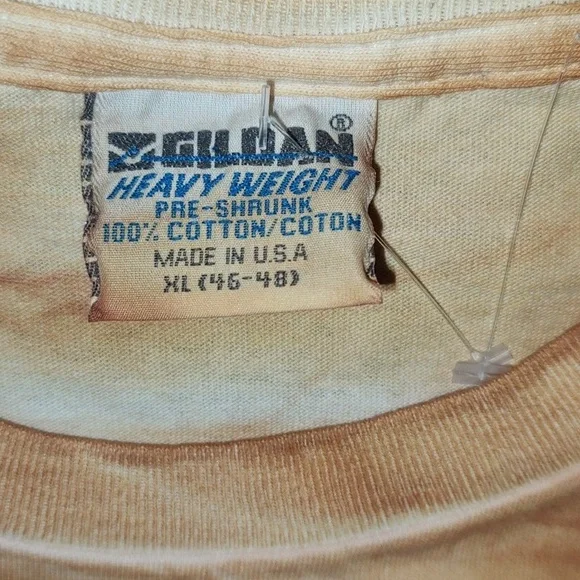 GILDAN®
HEAVY WEIGHT
PRE-SHRUNK
100% COTTON/COTON
MADE IN U.S.A
XL (46-48)